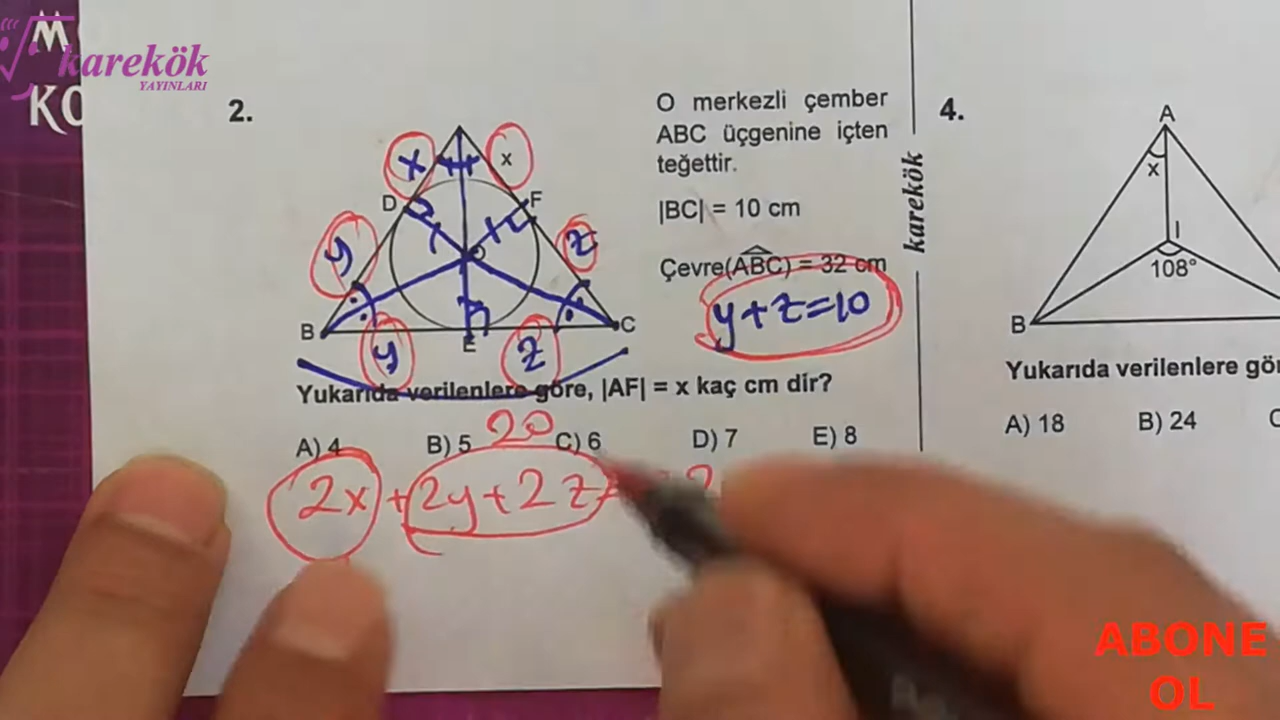 karekök
YAYINLARI
KO
2.
O merkezli çember
ABC üçgenine içten
teğettir.
|BC| = 10 cm
Çevre(ABC) = 32 cm
y+z=10
x
x
D
F
y
z
O
B
E
C
y
z
Yukarıda verilenlere göre, |AF| = x kaç cm dir?
A) 4
B) 5
C) 6
D) 7
E) 8
20
2x+2y+2z=
karekök
4.
A
x
I
108°
B
Yukarıda verilenlere gör
A) 18
B) 24
ABONE
OL